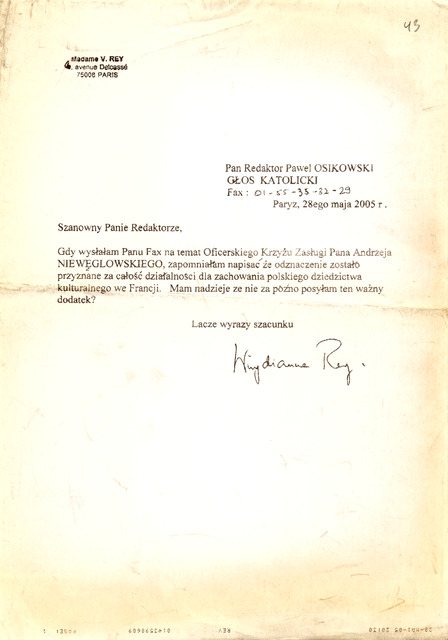 43
Madame V. REY
4, avenue Delcassé
75008 PARIS
Pan Redaktor Pawel OSIKOWSKI
GŁOS KATOLICKI
Fax : 01-55-35-32-29
Paryz, 28ego maja 2005 r .
Szanowny Panie Redaktorze,
Gdy wysłałam Panu Fax na temat Oficerskiego Krzyżu Zasługi Pana Andrzeja
NIEWĘGLOWSKIEGO, zapomniałam napisać że odznaczenie zostało
przyznane za całość działalności dla zachowania polskiego dziedzictwa
kulturalnego we Francji. Mam nadzieje ze nie za pózno posyłam ten ważny
dodatek?
Lacze wyrazy szacunku
Rey.
REY